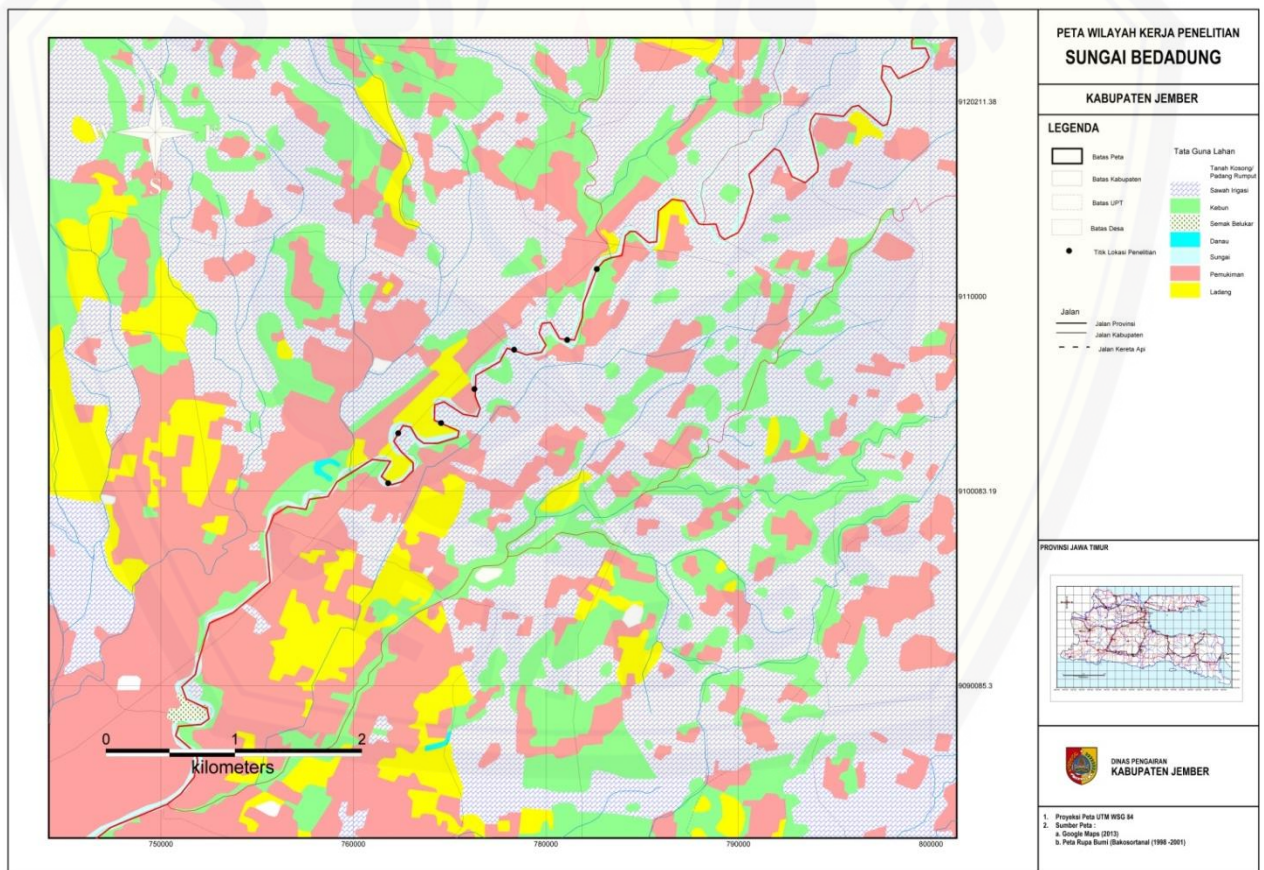 PETA WILAYAH KERJA PENELITIAN
SUNGAI BEDADUNG
KABUPATEN JEMBER
LEGENDA
Batas Peta
Batas Kabupaten
Batas UPT
Batas Desa
Titik Lokasi Penelitian
Jalan
Jalan Provinsi
Jalan Kabupaten
Jalan Kereta Api
Tata Guna Lahan
Tanah Kosong/
Padang Rumput
Sawah Irigasi
Kebun
Semak Belukar
Danau
Sungai
Pemukiman
Ladang
9120211.38
9110000
9100083.19
9090085.3
S
0 1 2
kilometers
750000 760000 780000 790000 800000
PROVINSI JAWA TIMUR
DINAS PENGAIRAN
KABUPATEN JEMBER
1. Proyeksi Peta UTM WSG 84
2. Sumber Peta :
a. Google Maps (2013)
b. Peta Rupa Bumi (Bakosortanal (1998 -2001)